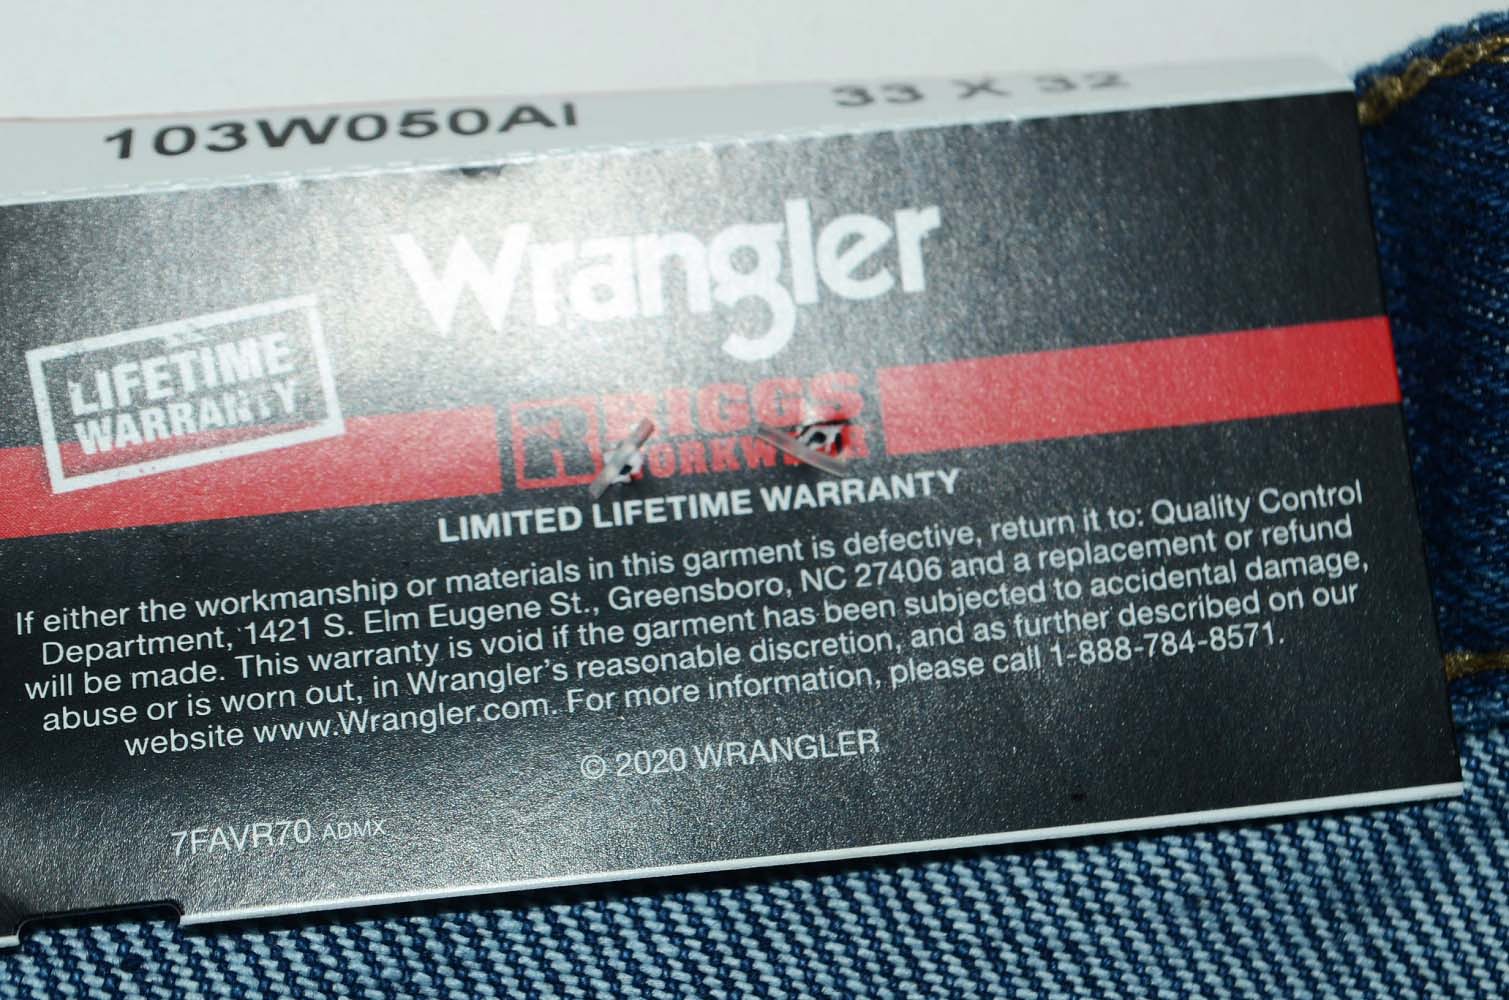 103W050AI 33 X 32
Wrangler
LIFETIME
WARRANTY
R RIGGS
WORKWEAR
LIMITED LIFETIME WARRANTY
If either the workmanship or materials in this garment is defective, return it to: Quality Control
Department, 1421 S. Elm Eugene St., Greensboro, NC 27406 and a replacement or refund
will be made. This warranty is void if the garment has been subjected to accidental damage,
abuse or is worn out, in Wrangler's reasonable discretion, and as further described on our
website www.Wrangler.com. For more information, please call 1-888-784-8571.
© 2020 WRANGLER
7FAVR70 ADMX